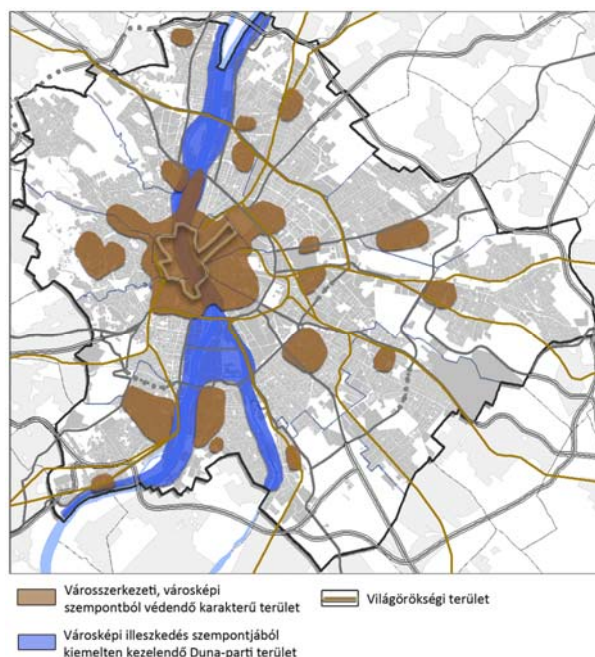 Városszerkezeti, városképi
szempontból védendő karakterű terület
Világörökségi terület
Városképi illeszkedés szempontjából
kiemelten kezelendő Duna-parti terület